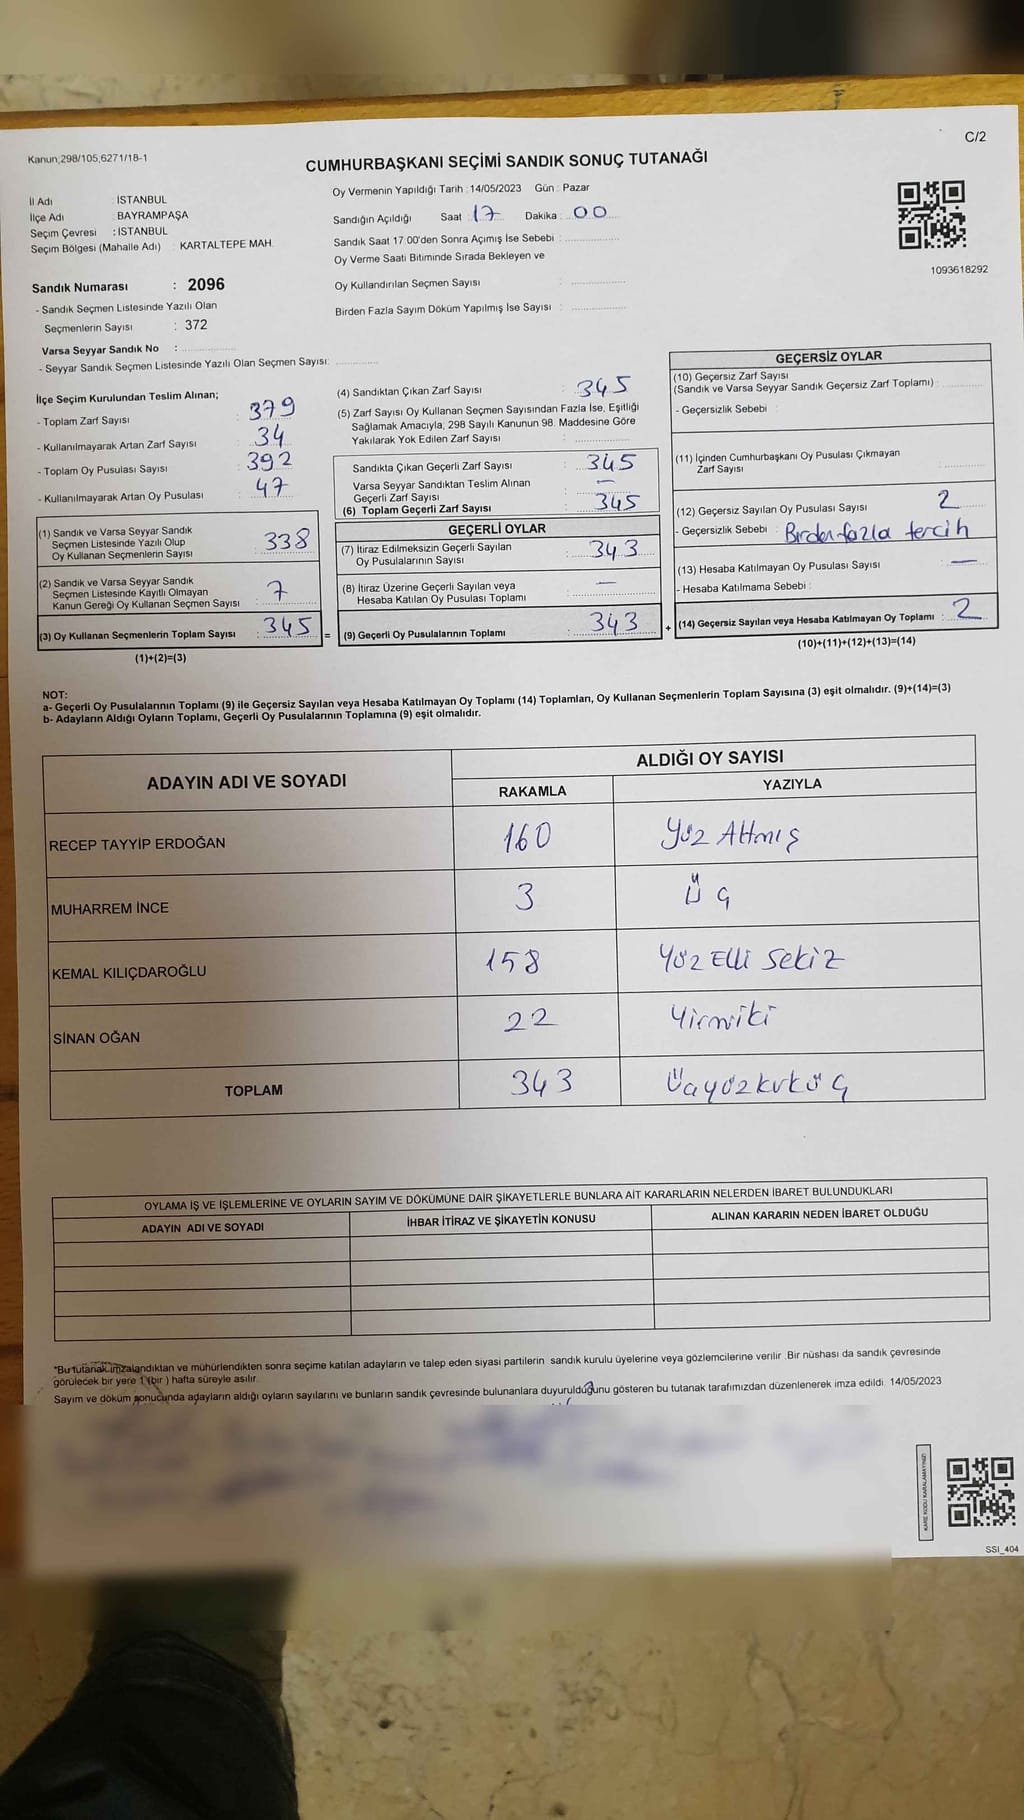 C/2
Kanun,298/105,6271/18-1
CUMHURBAŞKANI SEÇİMİ SANDIK SONUÇ TUTANAĞI
İl Adı : İSTANBUL
İlçe Adı : BAYRAMPAŞA
Seçim Çevresi : İSTANBUL
Seçim Bölgesi (Mahalle Adı) : KARTALTEPE MAH.
Sandık Numarası : 2096
- Sandık Seçmen Listesinde Yazılı Olan
Seçmenlerin Sayısı : 372
Varsa Seyyar Sandık No :
- Seyyar Sandık Seçmen Listesinde Yazılı Olan Seçmen Sayısı:
Oy Vermenin Yapıldığı Tarih : 14/05/2023 Gün : Pazar
Sandığın Açıldığı Saat : 17 Dakika : 00
Sandık Saat 17:00'den Sonra Açımış İse Sebebi :
Oy Verme Saati Bitiminde Sırada Bekleyen ve
Oy Kullandırılan Seçmen Sayısı :
Birden Fazla Sayım Döküm Yapılmış İse Sayısı :
1093618292
İlçe Seçim Kurulundan Teslim Alınan;
- Toplam Zarf Sayısı : 379
- Kullanılmayarak Artan Zarf Sayısı : 34
- Toplam Oy Pusulası Sayısı : 392
- Kullanılmayarak Artan Oy Pusulası : 47
(1) Sandık ve Varsa Seyyar Sandık
Seçmen Listesinde Yazılı Olup
Oy Kullanan Seçmenlerin Sayısı : 338
(2) Sandık ve Varsa Seyyar Sandık
Seçmen Listesinde Kayıtlı Olmayan
Kanun Gereği Oy Kullanan Seçmen Sayısı : 7
(3) Oy Kullanan Seçmenlerin Toplam Sayısı : 345 =
(1)+(2)=(3)
(4) Sandıktan Çıkan Zarf Sayısı : 345
(5) Zarf Sayısı Oy Kullanan Seçmen Sayısından Fazla İse, Eşitliği
Sağlamak Amacıyla; 298 Sayılı Kanunun 98. Maddesine Göre
Yakılarak Yok Edilen Zarf Sayısı :
Sandıkta Çıkan Geçerli Zarf Sayısı : 345
Varsa Seyyar Sandıktan Teslim Alınan
Geçerli Zarf Sayısı : —
(6) Toplam Geçerli Zarf Sayısı : 345
GEÇERLİ OYLAR
(7) İtiraz Edilmeksizin Geçerli Sayılan
Oy Pusulalarının Sayısı : 343
(8) İtiraz Üzerine Geçerli Sayılan veya
Hesaba Katılan Oy Pusulası Toplamı : —
(9) Geçerli Oy Pusulalarının Toplamı : 343 +
GEÇERSİZ OYLAR
(10) Geçersiz Zarf Sayısı
(Sandık ve Varsa Seyyar Sandık Geçersiz Zarf Toplamı) :
- Geçersizlik Sebebi :
(11) İçinden Cumhurbaşkanı Oy Pusulası Çıkmayan
Zarf Sayısı :
(12) Geçersiz Sayılan Oy Pusulası Sayısı : 2
- Geçersizlik Sebebi : Birden fazla tercih
(13) Hesaba Katılmayan Oy Pusulası Sayısı : —
- Hesaba Katılmama Sebebi :
(14) Geçersiz Sayılan veya Hesaba Katılmayan Oy Toplamı : 2
(10)+(11)+(12)+(13)=(14)
NOT:
a- Geçerli Oy Pusulalarının Toplamı (9) ile Geçersiz Sayılan veya Hesaba Katılmayan Oy Toplamı (14) Toplamları, Oy Kullanan Seçmenlerin Toplam Sayısına (3) eşit olmalıdır. (9)+(14)=(3)
b- Adayların Aldığı Oyların Toplamı, Geçerli Oy Pusulalarının Toplamına (9) eşit olmalıdır.
ADAYIN ADI VE SOYADI ALDIĞI OY SAYISI
RAKAMLA YAZIYLA
RECEP TAYYİP ERDOĞAN 160 Yüz Altmış
MUHARREM İNCE 3 Üç
KEMAL KILIÇDAROĞLU 158 Yüz Elli Sekiz
SİNAN OĞAN 22 Yirmiki
TOPLAM 343 Üçyüzkırküç
OYLAMA İŞ VE İŞLEMLERİNE VE OYLARIN SAYIM VE DÖKÜMÜNE DAİR ŞİKAYETLERLE BUNLARA AİT KARARLARIN NELERDEN İBARET BULUNDUKLARI
ADAYIN ADI VE SOYADI İHBAR İTİRAZ VE ŞİKAYETİN KONUSU ALINAN KARARIN NEDEN İBARET OLDUĞU
*Bu tutanak imzalandıktan ve mühürlendikten sonra seçime katılan adayların ve talep eden siyasi partilerin sandık kurulu üyelerine veya gözlemcilerine verilir .Bir nüshası da sandık çevresinde
görülecek bir yere 1 (bir ) hafta süreyle asılır.
Sayım ve döküm sonucunda adayların aldığı oyların sayılarını ve bunların sandık çevresinde bulunanlara duyurulduğunu gösteren bu tutanak tarafımızdan düzenlenerek imza edildi. 14/05/2023
KARE KODU KARALAMAYINIZ!
SSI_404